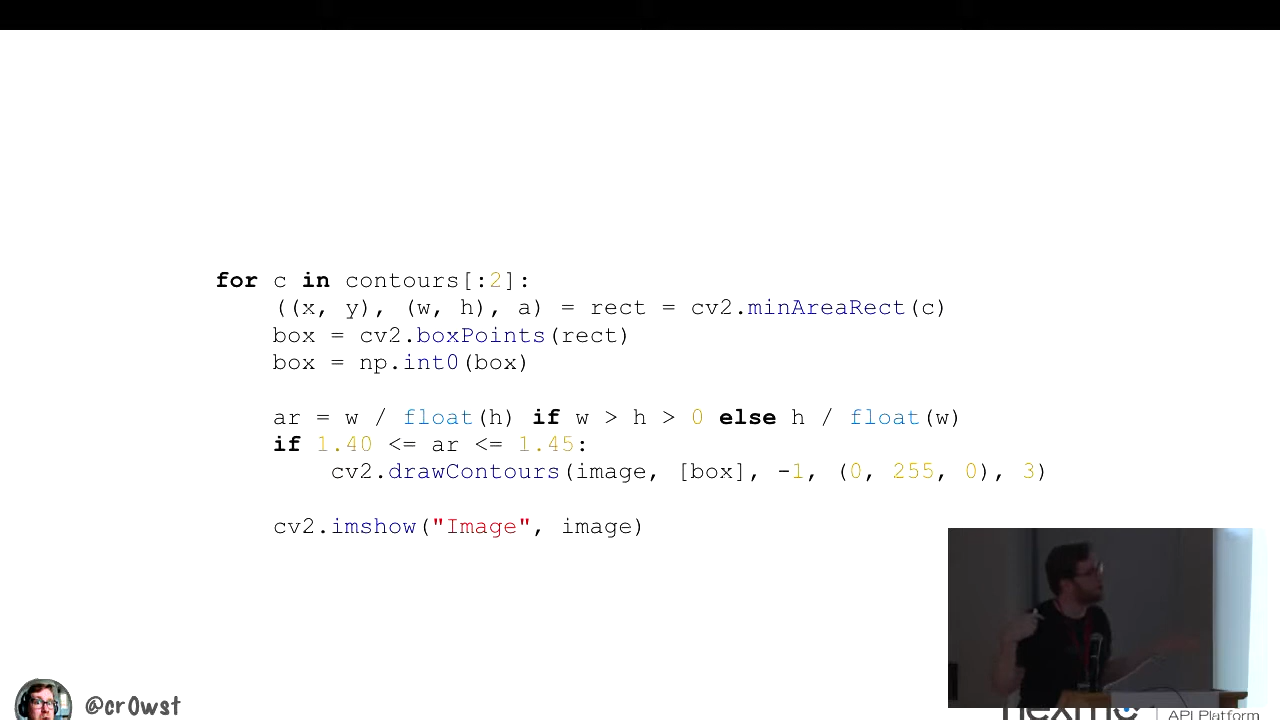 for c in contours[:2]:
    ((x, y), (w, h), a) = rect = cv2.minAreaRect(c)
    box = cv2.boxPoints(rect)
    box = np.int0(box)

    ar = w / float(h) if w > h > 0 else h / float(w)
    if 1.40 <= ar <= 1.45:
        cv2.drawContours(image, [box], -1, (0, 255, 0), 3)

    cv2.imshow("Image", image)
@cr0wst
nexmo | API Platform